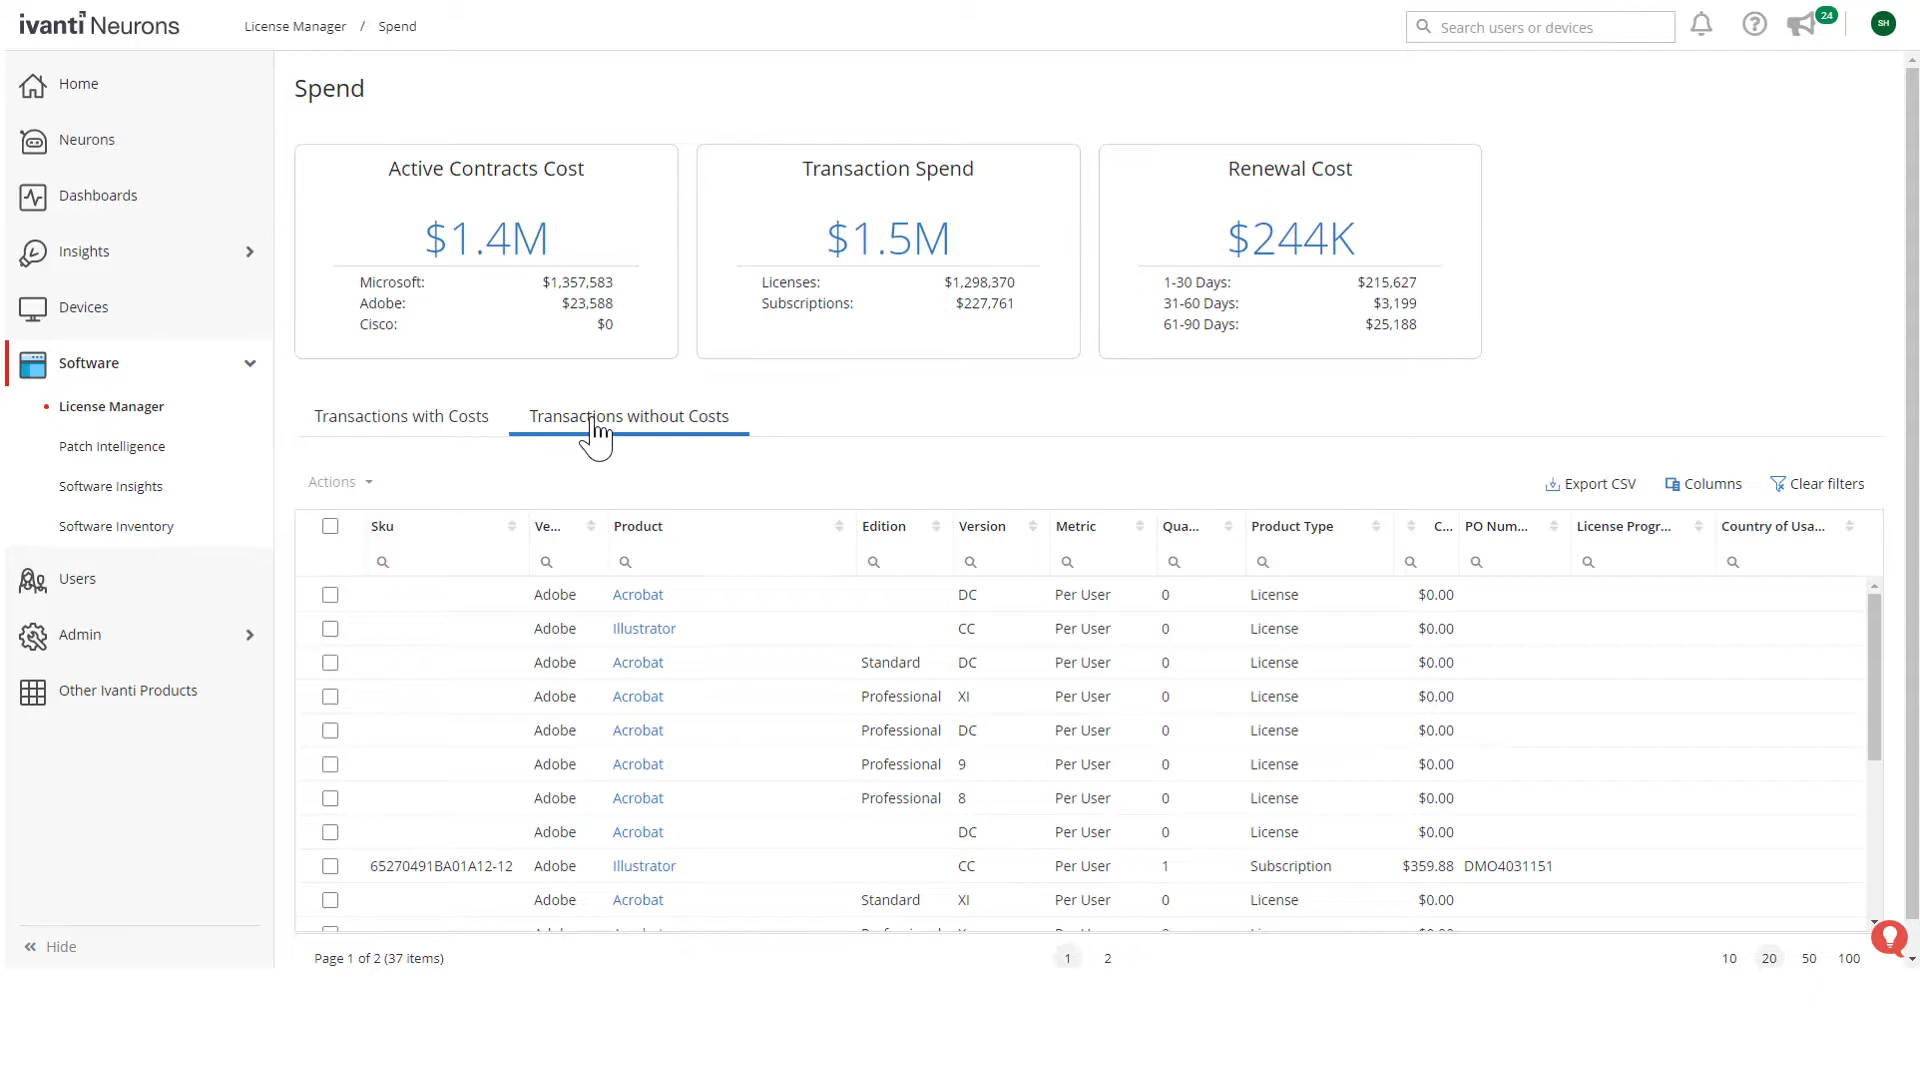 ivanti Neurons
License Manager / Spend
Search users or devices
24
SH
Home
Neurons
Dashboards
Insights
Devices
Software
License Manager
Patch Intelligence
Software Insights
Software Inventory
Users
Admin
Other Ivanti Products
Hide
Spend
Active Contracts Cost
$1.4M
Microsoft: $1,357,583
Adobe: $23,588
Cisco: $0
Transaction Spend
$1.5M
Licenses: $1,298,370
Subscriptions: $227,761
Renewal Cost
$244K
1-30 Days: $215,627
31-60 Days: $3,199
61-90 Days: $25,188
Transactions with Costs Transactions without Costs
Actions Export CSV Columns Clear filters
Sku Ve... Product Edition Version Metric Qua... Product Type C... PO Num... License Progr... Country of Usa...
Adobe Acrobat DC Per User 0 License $0.00
Adobe Illustrator CC Per User 0 License $0.00
Adobe Acrobat Standard DC Per User 0 License $0.00
Adobe Acrobat Professional XI Per User 0 License $0.00
Adobe Acrobat Professional DC Per User 0 License $0.00
Adobe Acrobat Professional 9 Per User 0 License $0.00
Adobe Acrobat Professional 8 Per User 0 License $0.00
Adobe Acrobat DC Per User 0 License $0.00
65270491BA01A12-12 Adobe Illustrator CC Per User 1 Subscription $359.88 DMO4031151
Adobe Acrobat Standard XI Per User 0 License $0.00
Page 1 of 2 (37 items) 1 2 10 20 50 100